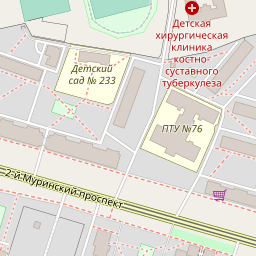 Детская
хирургическая
клиника
костно-
суставного
туберкулеза
Детский
сад № 233
ПТУ №76
2-й Муринский проспект